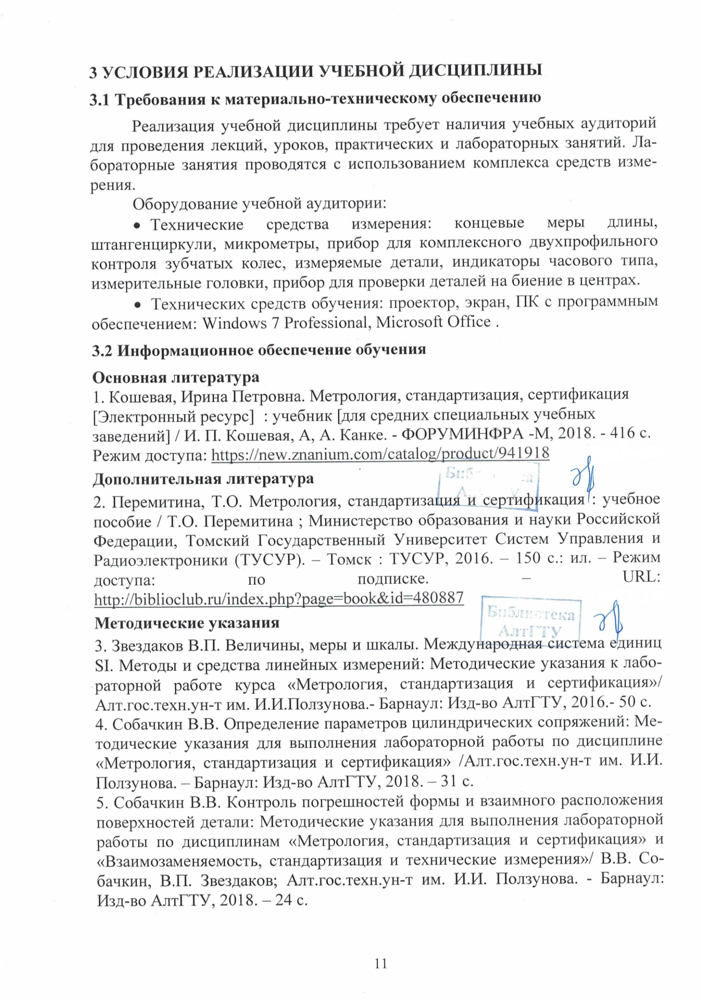 3 УСЛОВИЯ РЕАЛИЗАЦИИ УЧЕБНОЙ ДИСЦИПЛИНЫ
3.1 Требования к материально-техническому обеспечению
Реализация учебной дисциплины требует наличия учебных аудиторий
для проведения лекций, уроков, практических и лабораторных занятий. Ла-
бораторные занятия проводятся с использованием комплекса средств изме-
рения.
Оборудование учебной аудитории:
• Технические средства измерения: концевые меры длины,
штангенциркули, микрометры, прибор для комплексного двухпрофильного
контроля зубчатых колес, измеряемые детали, индикаторы часового типа,
измерительные головки, прибор для проверки деталей на биение в центрах.
• Технических средств обучения: проектор, экран, ПК с программным
обеспечением: Windows 7 Professional, Microsoft Office .
3.2 Информационное обеспечение обучения
Основная литература
1. Кошевая, Ирина Петровна. Метрология, стандартизация, сертификация
[Электронный ресурс] : учебник [для средних специальных учебных
заведений] / И. П. Кошевая, А, А. Канке. - ФОРУМИНФРА -М, 2018. - 416 с.
Режим доступа: https://new.znanium.com/catalog/product/941918
Дополнительная литература
2. Перемитина, Т.О. Метрология, стандартизация и сертификация : учебное
пособие / Т.О. Перемитина ; Министерство образования и науки Российской
Федерации, Томский Государственный Университет Систем Управления и
Радиоэлектроники (ТУСУР). – Томск : ТУСУР, 2016. – 150 с.: ил. – Режим
доступа: по подписке. – URL:
http://biblioclub.ru/index.php?page=book&id=480887
Библиотека
АлтГТУ
Методические указания
3. Звездаков В.П. Величины, меры и шкалы. Международная система единиц
SI. Методы и средства линейных измерений: Методические указания к лабо-
раторной работе курса «Метрология, стандартизация и сертификация»/
Алт.гос.техн.ун-т им. И.И.Ползунова.- Барнаул: Изд-во АлтГТУ, 2016.- 50 с.
4. Собачкин В.В. Определение параметров цилиндрических сопряжений: Ме-
тодические указания для выполнения лабораторной работы по дисциплине
«Метрология, стандартизация и сертификация» /Алт.гос.техн.ун-т им. И.И.
Ползунова. – Барнаул: Изд-во АлтГТУ, 2018. – 31 с.
5. Собачкин В.В. Контроль погрешностей формы и взаимного расположения
поверхностей детали: Методические указания для выполнения лабораторной
работы по дисциплинам «Метрология, стандартизация и сертификация» и
«Взаимозаменяемость, стандартизация и технические измерения»/ В.В. Со-
бачкин, В.П. Звездаков; Алт.гос.техн.ун-т им. И.И. Ползунова. - Барнаул:
Изд-во АлтГТУ, 2018. – 24 с.
11